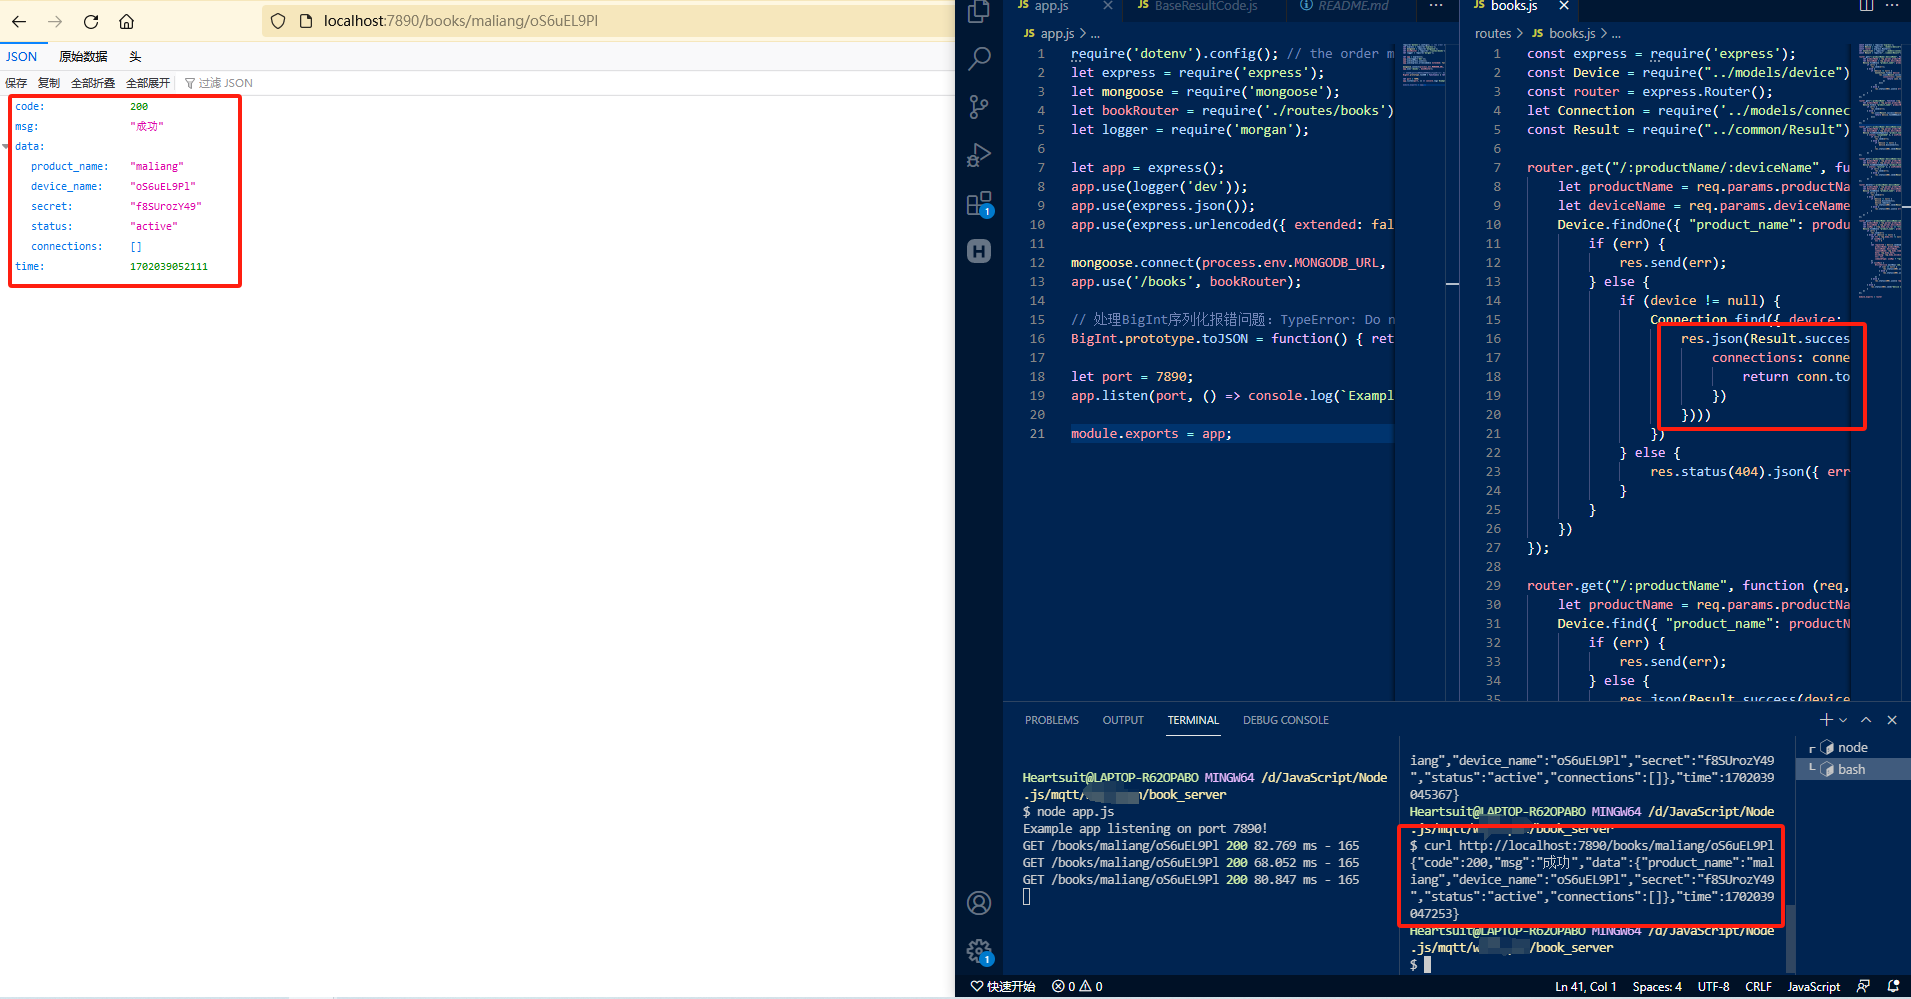 localhost:7890/books/maliang/oS6uEL9Pl
JSON 原始数据 头
保存 复制 全部折叠 全部展开 过滤 JSON
code: 200
msg: "成功"
data:
product_name: "maliang"
device_name: "oS6uEL9Pl"
secret: "f8SUrozY49"
status: "active"
connections: []
time: 1702039052111
JS app.js JS BaseResultCode.js README.md
JS app.js > ...
1 require('dotenv').config(); // the order m
2 let express = require('express');
3 let mongoose = require('mongoose');
4 let bookRouter = require('./routes/books')
5 let logger = require('morgan');
6
7 let app = express();
8 app.use(logger('dev'));
9 app.use(express.json());
10 app.use(express.urlencoded({ extended: fal
11
12 mongoose.connect(process.env.MONGODB_URL,
13 app.use('/books', bookRouter);
14
15 // 处理BigInt序列化报错问题：TypeError: Do n
16 BigInt.prototype.toJSON = function() { ret
17
18 let port = 7890;
19 app.listen(port, () => console.log(`Exampl
20
21 module.exports = app;
JS books.js
routes > JS books.js > ...
1 const express = require('express');
2 const Device = require("../models/device")
3 const router = express.Router();
4 let Connection = require('../models/connec
5 const Result = require("../common/Result")
6
7 router.get("/:productName/:deviceName", fu
8 let productName = req.params.productNa
9 let deviceName = req.params.deviceName
10 Device.findOne({ "product_name": produ
11 if (err) {
12 res.send(err);
13 } else {
14 if (device != null) {
15 Connection.find({ device:
16 res.json(Result.succes
17 connections: conne
18 return conn.to
19 })
20 })))
21 })
22 } else {
23 res.status(404).json({ err
24 }
25 }
26 })
27 });
28
29 router.get("/:productName", function (req,
30 let productName = req.params.productNa
31 Device.find({ "product_name": productN
32 if (err) {
33 res.send(err);
34 } else {
35 res.json(Result.success(device
PROBLEMS OUTPUT TERMINAL DEBUG CONSOLE
Heartsuit@LAPTOP-R62OPABO MINGW64 /d/JavaScript/Node
.js/mqtt/ /book_server
$ node app.js
Example app listening on port 7890!
GET /books/maliang/oS6uEL9Pl 200 82.769 ms - 165
GET /books/maliang/oS6uEL9Pl 200 68.052 ms - 165
GET /books/maliang/oS6uEL9Pl 200 80.847 ms - 165
iang","device_name":"oS6uEL9Pl","secret":"f8SUrozY49
","status":"active","connections":[]},"time":1702039
045367}
Heartsuit@LAPTOP-R62OPABO MINGW64 /d/JavaScript/Node
.js/mqtt/ /book_server
$ curl http://localhost:7890/books/maliang/oS6uEL9Pl
{"code":200,"msg":"成功","data":{"product_name":"mal
iang","device_name":"oS6uEL9Pl","secret":"f8SUrozY49
","status":"active","connections":[]},"time":1702039
047253}
Heartsuit@LAPTOP-R62OPABO MINGW64 /d/JavaScript/Node
.js/mqtt/ /book_server
$
node
bash
1
H
1
快速开始 0 0
Ln 41, Col 1 Spaces: 4 UTF-8 CRLF JavaScript